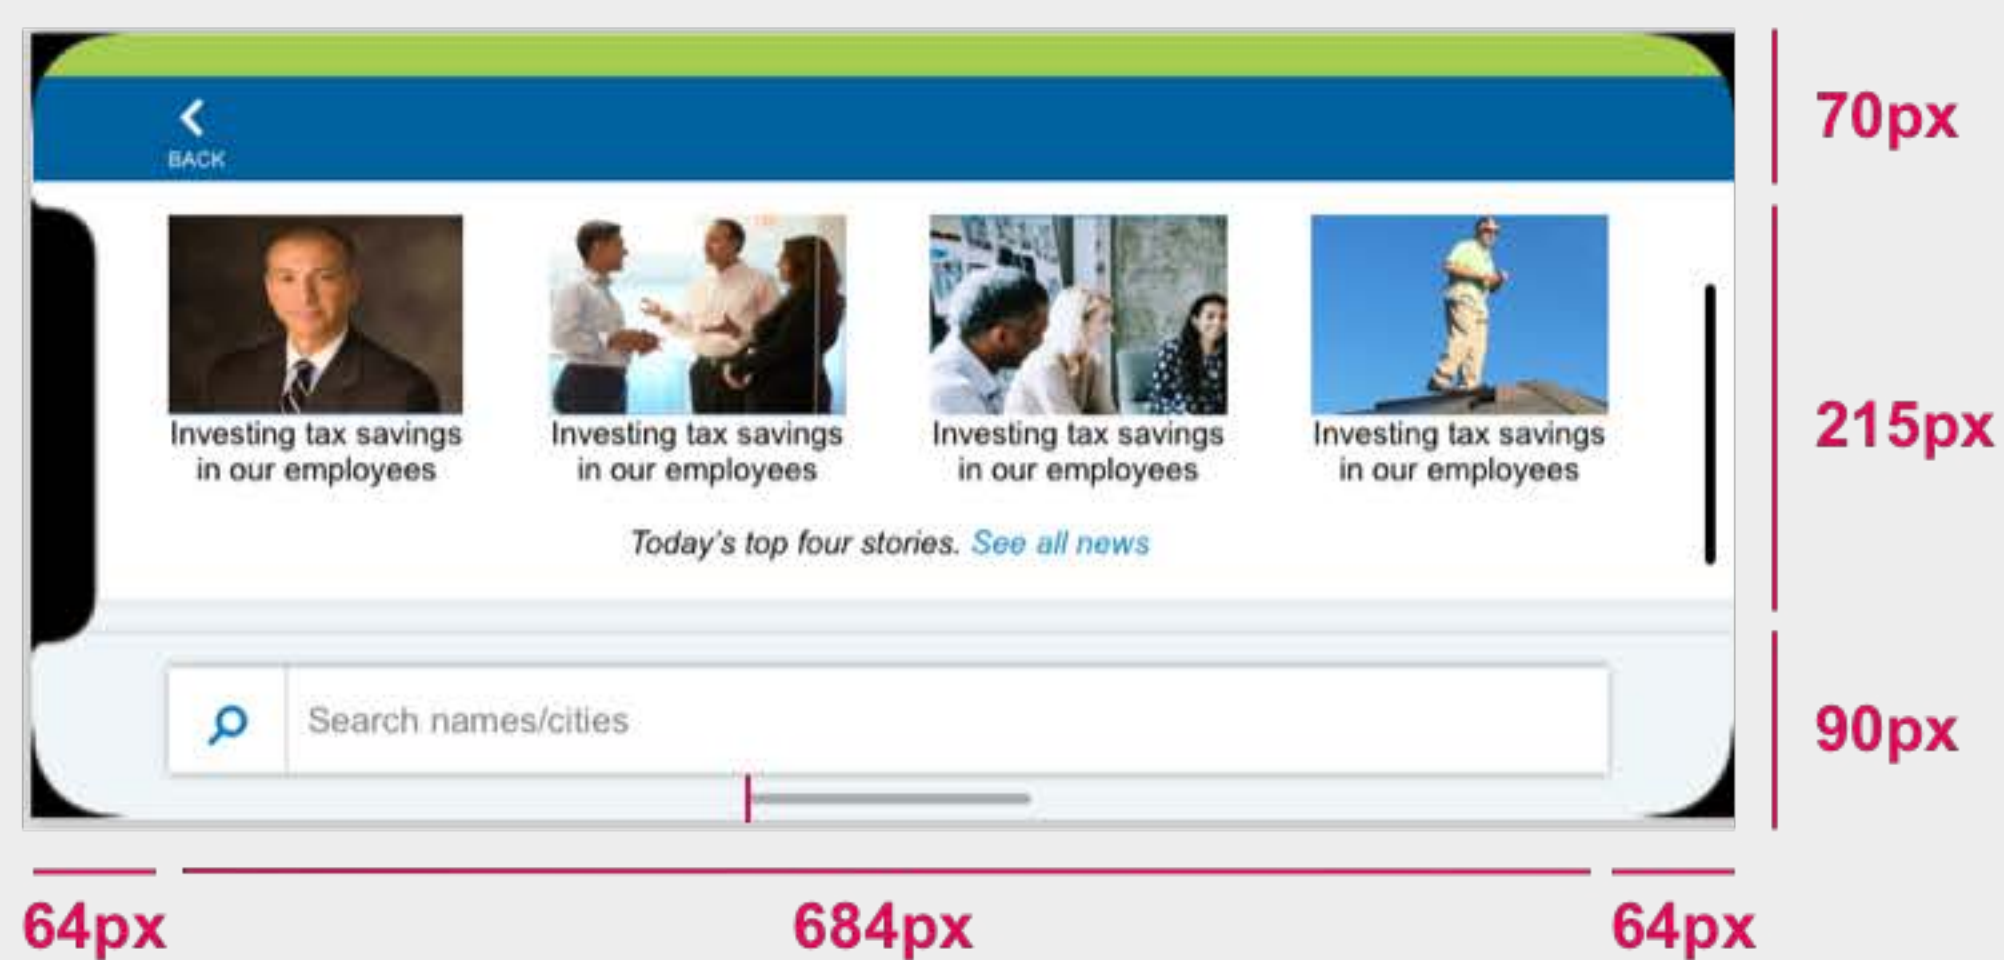 70px
BACK
Investing tax savings
in our employees
Investing tax savings
in our employees
Investing tax savings
in our employees
Investing tax savings
in our employees
215px
Today's top four stories. See all news
Search names/cities
90px
64px
684px
64px